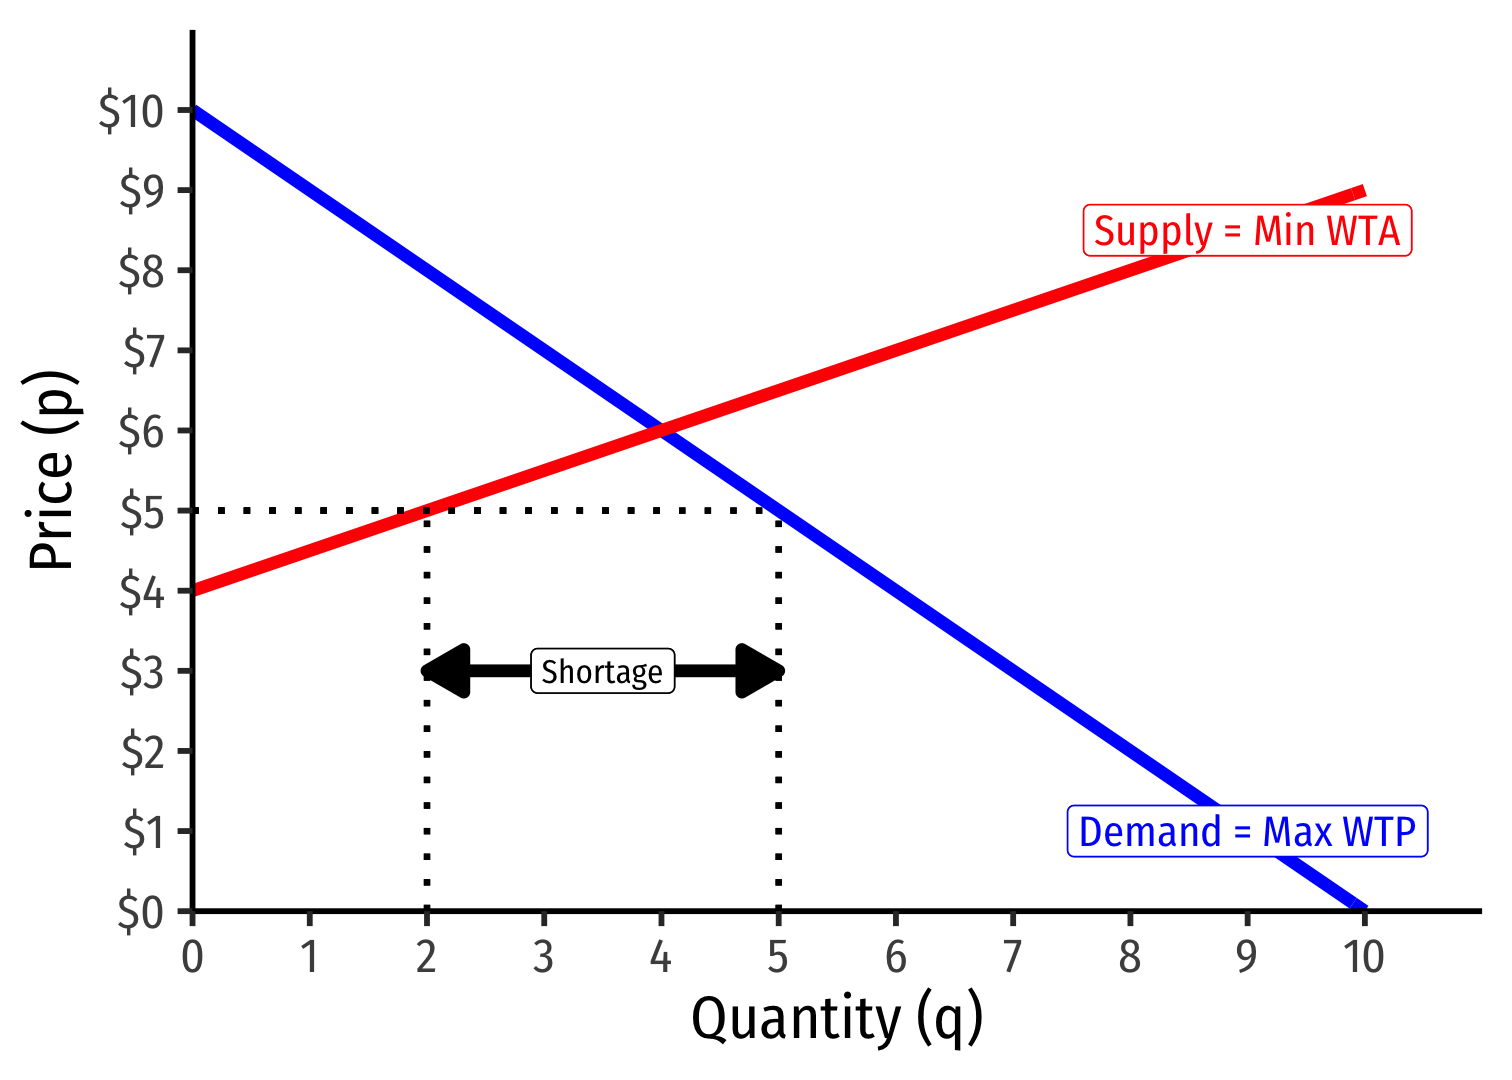 $10
$9
$8
$7
$6
$5
$4
$3
$2
$1
$0
Price (p)
Supply = Min WTA
Shortage
Demand = Max WTP
0 1 2 3 4 5 6 7 8 9 10
Quantity (q)